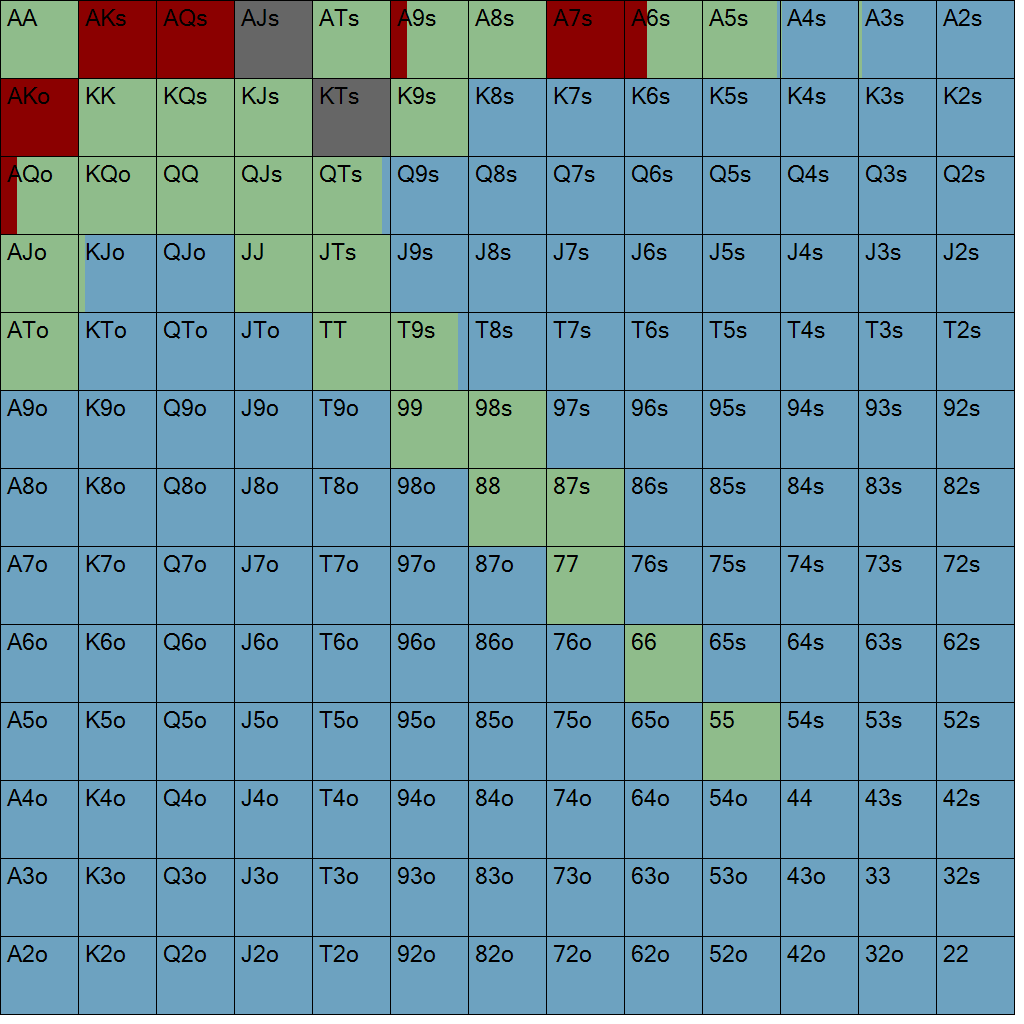 AA AKs AQs AJs ATs A9s A8s A7s A6s A5s A4s A3s A2s
AKo KK KQs KJs KTs K9s K8s K7s K6s K5s K4s K3s K2s
AQo KQo QQ QJs QTs Q9s Q8s Q7s Q6s Q5s Q4s Q3s Q2s
AJo KJo QJo JJ JTs J9s J8s J7s J6s J5s J4s J3s J2s
ATo KTo QTo JTo TT T9s T8s T7s T6s T5s T4s T3s T2s
A9o K9o Q9o J9o T9o 99 98s 97s 96s 95s 94s 93s 92s
A8o K8o Q8o J8o T8o 98o 88 87s 86s 85s 84s 83s 82s
A7o K7o Q7o J7o T7o 97o 87o 77 76s 75s 74s 73s 72s
A6o K6o Q6o J6o T6o 96o 86o 76o 66 65s 64s 63s 62s
A5o K5o Q5o J5o T5o 95o 85o 75o 65o 55 54s 53s 52s
A4o K4o Q4o J4o T4o 94o 84o 74o 64o 54o 44 43s 42s
A3o K3o Q3o J3o T3o 93o 83o 73o 63o 53o 43o 33 32s
A2o K2o Q2o J2o T2o 92o 82o 72o 62o 52o 42o 32o 22